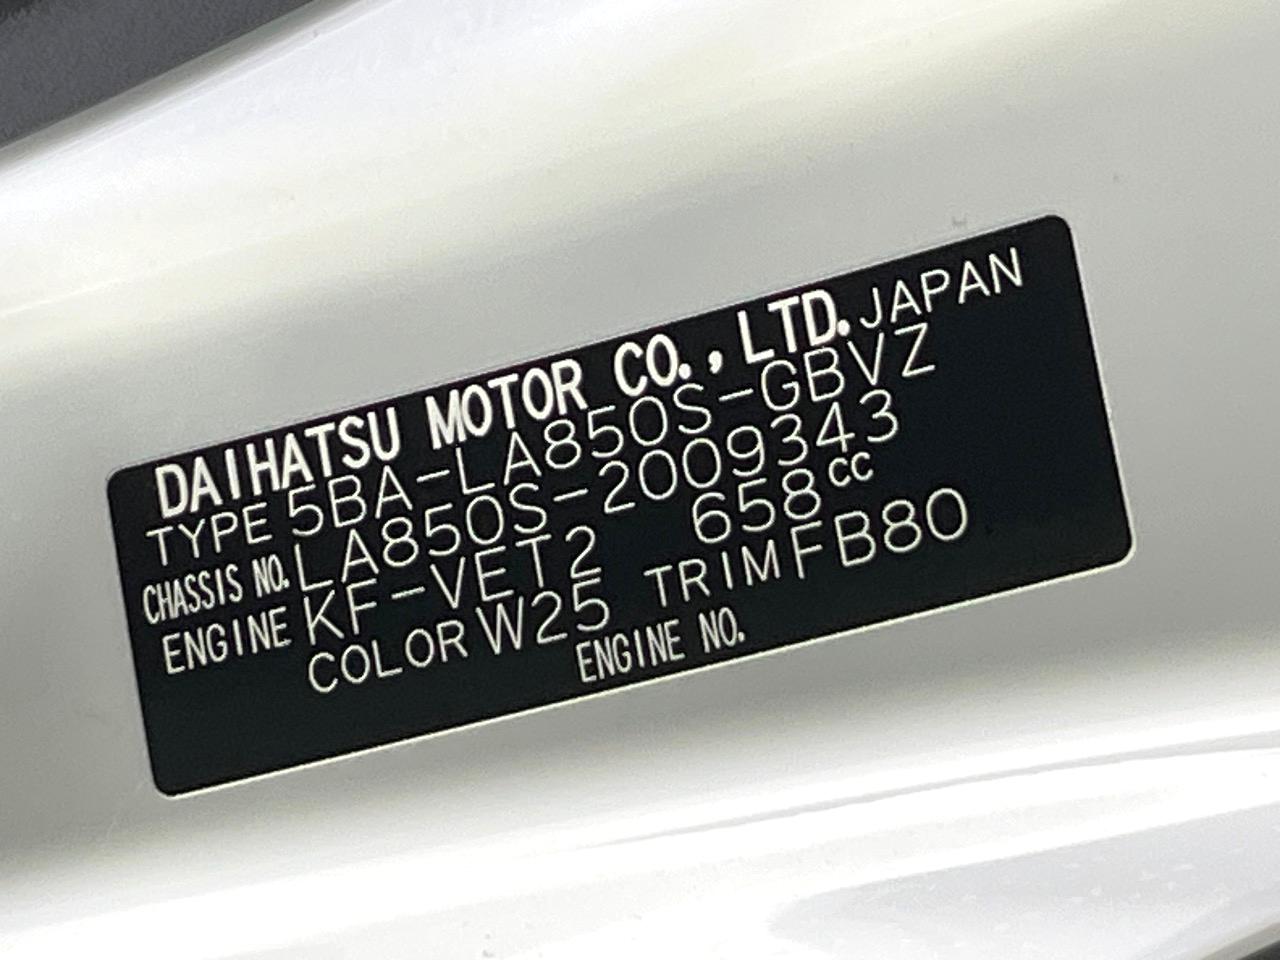 DAIHATSU MOTOR CO., LTD. JAPAN
TYPE 5BA-LA850S-GBVZ
CHASSIS NO. LA850S-2009343
ENGINE KF-VET2 658cc
COLOR W25 TRIM FB80
ENGINE NO.